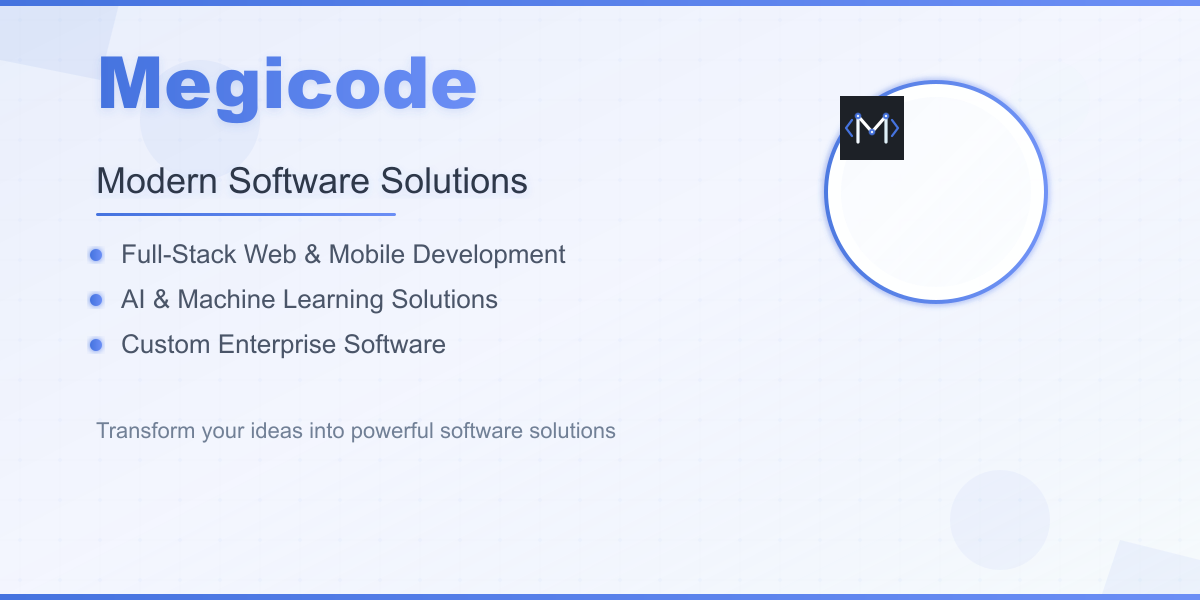 Megicode
Modern Software Solutions
Full-Stack Web & Mobile Development
AI & Machine Learning Solutions
Custom Enterprise Software
Transform your ideas into powerful software solutions
<M>